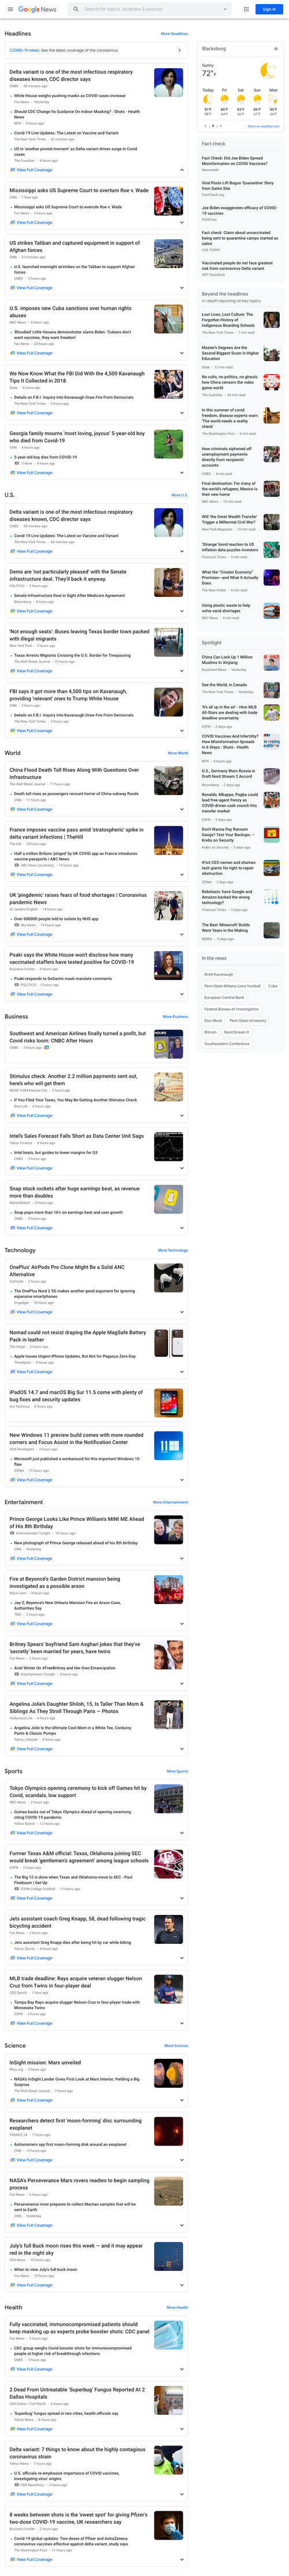 Google News
Search for topics, locations & sources
Sign in
Headlines
More Headlines
COVID-19 news: See the latest coverage of the coronavirus
Delta variant is one of the most infectious respiratory
diseases known, CDC director says
White House weighs pushing masks as COVID cases increase
Should CDC Change Its Guidance On Indoor Masking? : Shots - Health
News
Covid-19 Live Updates: The Latest on Vaccine and Variant
US in 'another pivotal moment' as Delta variant drives surge in Covid
cases
View Full Coverage
Mississippi asks US Supreme Court to overturn Roe v. Wade
Mississippi asks US Supreme Court to overrule Roe v. Wade
View Full Coverage
US strikes Taliban and captured equipment in support of
Afghan forces
U.S. launched overnight airstrikes on the Taliban to support Afghan
forces
View Full Coverage
U.S. imposes new Cuba sanctions over human rights
abuses
'Bloodied' Little Havana demonstrator slams Biden: 'Cubans don't
want vaccines, they want freedom'
View Full Coverage
We Now Know What the FBI Did With the 4,500 Kavanaugh
Tips It Collected in 2018
Details on F.B.I. Inquiry Into Kavanaugh Draw Fire From Democrats
View Full Coverage
Georgia family mourns 'most loving, joyous' 5-year-old boy
who died from Covid-19
5-year-old boy dies from COVID-19
View Full Coverage
U.S.
More U.S.
Delta variant is one of the most infectious respiratory
diseases known, CDC director says
Covid-19 Live Updates: The Latest on Vaccine and Variant
View Full Coverage
Dems are 'not particularly pleased' with the Senate
infrastructure deal. They'll back it anyway.
Senate Infrastructure Deal in Sight After Medicare Agreement
View Full Coverage
'Not enough seats': Buses leaving Texas border town packed
with illegal migrants
Texas Arrests Migrants Crossing the U.S. Border for Trespassing
View Full Coverage
FBI says it got more than 4,500 tips on Kavanaugh,
providing 'relevant' ones to Trump White House
Details on F.B.I. Inquiry Into Kavanaugh Draw Fire From Democrats
View Full Coverage
World
More World
China Flood Death Toll Rises Along With Questions Over
Infrastructure
Death toll rises as passengers recount horror of China subway floods
View Full Coverage
France imposes vaccine pass amid 'stratospheric' spike in
delta variant infections | TheHill
Half a million Britons 'pinged' by UK COVID app as France introduces
vaccine passports | ABC News
View Full Coverage
UK 'pingdemic' raises fears of food shortages | Coronavirus
pandemic News
Over 600000 people told to isolate by NHS app
View Full Coverage
Psaki says the White House won't disclose how many
vaccinated staffers have tested positive for COVID-19
Psaki responds to DeSantis mask mandate comments
View Full Coverage
Business
More Business
Southwest and American Airlines finally turned a profit, but
Covid risks loom: CNBC After Hours
Stimulus check: Another 2.2 million payments sent out,
here's who will get them
If You Filed Your Taxes, You May Be Getting Another Stimulus Check
View Full Coverage
Intel's Sales Forecast Falls Short as Data Center Unit Sags
Intel beats, but guides to lower margins for Q3
View Full Coverage
Snap stock rockets after huge earnings beat, as revenue
more than doubles
Snap pops more than 16% on earnings beat and user growth
View Full Coverage
Technology
More Technology
OnePlus' AirPods Pro Clone Might Be a Solid ANC
Alternative
The OnePlus Nord 2 5G makes another good argument for ignoring
expensive smartphones
View Full Coverage
Nomad could not resist draping the Apple MagSafe Battery
Pack in leather
Apple Issues Urgent iPhone Updates, But Not for Pegasus Zero-Day
View Full Coverage
iPadOS 14.7 and macOS Big Sur 11.5 come with plenty of
bug fixes and security updates
New Windows 11 preview build comes with more rounded
corners and Focus Assist in the Notification Center
Microsoft just published a workaround for this important Windows 10
flaw
View Full Coverage
Entertainment
More Entertainment
Prince George Looks Like Prince William's MINI ME Ahead
of His 8th Birthday
New photograph of Prince George released ahead of his 8th birthday
View Full Coverage
Fire at Beyoncé's Garden District mansion being
investigated as a possible arson
Jay-Z, Beyonce's New Orleans Mansion Fire an Arson Case,
Authorities Say
View Full Coverage
Britney Spears' boyfriend Sam Asghari jokes that they've
'secretly' been married for years, have twins
Ariel Winter On #FreeBritney and Her Own Emancipation
View Full Coverage
Angelina Jolie's Daughter Shiloh, 15, Is Taller Than Mom &
Siblings As They Stroll Through Paris — Photos
Angelina Jolie Is the Ultimate Cool Mom in a White Tee, Corduroy
Pants & Classic Pumps
View Full Coverage
Sports
More Sports
Tokyo Olympics opening ceremony to kick off Games hit by
Covid, scandals, low support
Guinea backs out of Tokyo Olympics ahead of opening ceremony,
citing COVID-19 pandemic
View Full Coverage
Former Texas A&M official: Texas, Oklahoma joining SEC
would break 'gentlemen's agreement' among league schools
The Big 12 is done when Texas and Oklahoma move to SEC - Paul
Finebaum | Get Up
View Full Coverage
Jets assistant coach Greg Knapp, 58, dead following tragic
bicycling accident
Jets assistant Greg Knapp dies after being hit by car while biking
View Full Coverage
MLB trade deadline: Rays acquire veteran slugger Nelson
Cruz from Twins in four-player deal
Tampa Bay Rays acquire slugger Nelson Cruz in four-player trade with
Minnesota Twins
View Full Coverage
Science
More Science
InSight mission: Mars unveiled
NASA's InSight Lander Gives First Look at Mars Interior, Yielding a Big
Surprise
View Full Coverage
Researchers detect first 'moon-forming' disc surrounding
exoplanet
Astronomers spy first moon-forming disk around an exoplanet
View Full Coverage
NASA's Perseverance Mars rovers readies to begin sampling
process
Perseverance rover prepares to collect Martian samples that will be
sent to Earth
View Full Coverage
July's full Buck moon rises this week — and it may appear
red in the night sky
When to view July's full buck moon
View Full Coverage
Health
More Health
Fully vaccinated, immunocompromised patients should
keep masking up as experts probe booster shots: CDC panel
CDC group weighs Covid booster shots for immunocompromised
people at higher risk of breakthrough infections
View Full Coverage
2 Dead From Untreatable 'Superbug' Fungus Reported At 2
Dallas Hospitals
'Superbug' fungus spread in two cities, health officials say
View Full Coverage
Delta variant: 7 things to know about the highly contagious
coronavirus strain
U.S. officials re-emphasize importance of COVID vaccines,
investigating virus' origins
View Full Coverage
8 weeks between shots is the 'sweet spot' for giving Pfizer's
two-dose COVID-19 vaccine, UK researchers say
Covid-19 global updates: Two doses of Pfizer and AstraZeneca
coronavirus vaccines effective against delta variant, study says
View Full Coverage
Blacksburg
Sunny
72°F
Today Fri Sat Sun Mon
More on weather.com
Fact check
Fact Check: Did Joe Biden Spread
Misinformation on COVID Vaccines?
Newsweek
Viral Posts Lift Bogus 'Quarantine' Story
from Satire Site
FactCheck.org
Joe Biden exaggerates efficacy of COVID-
19 vaccines
PolitiFact
Fact check: Claim about unvaccinated
being sent to quarantine camps started as
satire
USA TODAY
Vaccinated people do not face greatest
risk from coronavirus Delta variant
AFP Factcheck
Beyond the headlines
In-depth reporting on key topics
Lost Lives, Lost Culture: The
Forgotten History of
Indigenous Boarding Schools
Master's Degrees Are the
Second Biggest Scam in Higher
Education
No cults, no politics, no ghouls:
how China censors the video
game world
In this summer of covid
freedom, disease experts warn:
'The world needs a reality
check'
How criminals siphoned off
unemployment payments
directly from recipients'
accounts
Final destination: For many of
the world's refugees, Mexico is
their new home
Will 'the Great Wealth Transfer'
Trigger a Millennial Civil War?
'Strange' bond reaction to US
inflation data puzzles investors
What the "Creator Economy"
Promises—and What It Actually
Does
Using plastic waste to help
solve sand shortages
Spotlight
China Can Lock Up 1 Million
Muslims In Xinjiang
See the World, in Canada
'It's all up in the air' - How MLB
All-Stars are dealing with trade
deadline uncertainty
COVID Vaccines And Infertility?
How Misinformation Spreads
In 6 Steps : Shots - Health
News
U.S., Germany Warn Russia in
Draft Nord Stream 2 Accord
Ronaldo, Mbappe, Pogba could
lead free-agent frenzy as
COVID-driven cash crunch hits
transfer market
Don't Wanna Pay Ransom
Gangs? Test Your Backups. –
Krebs on Security
iFixit CEO names and shames
tech giants for right to repair
obstruction
Robotaxis: have Google and
Amazon backed the wrong
technology?
The Best 'Minecraft' Builds
Were Years in the Making
In the news
Brett Kavanaugh
Penn State Nittany Lions football
Cuba
European Central Bank
Federal Bureau of Investigation
Elon Musk
Penn State University
Bitcoin
Nord Stream II
Southeastern Conference